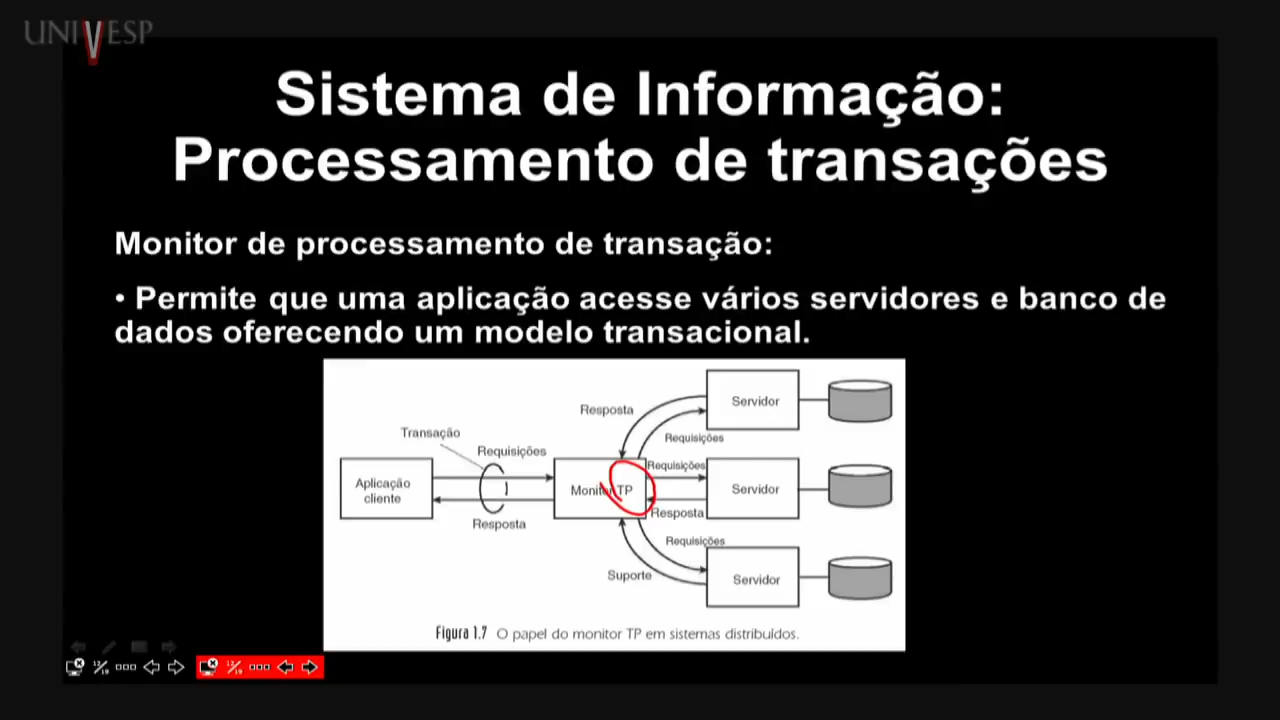 UNIVESP
Sistema de Informação:
Processamento de transações
Monitor de processamento de transação:
• Permite que uma aplicação acesse vários servidores e banco de
dados oferecendo um modelo transacional.
Servidor
Resposta
Transação
Requisições
Requisições
Requisições
Aplicação
cliente
Monitor TP
Servidor
Resposta
Resposta
Requisições
Suporte
Servidor
Figura 1.7 O papel do monitor TP em sistemas distribuídos.